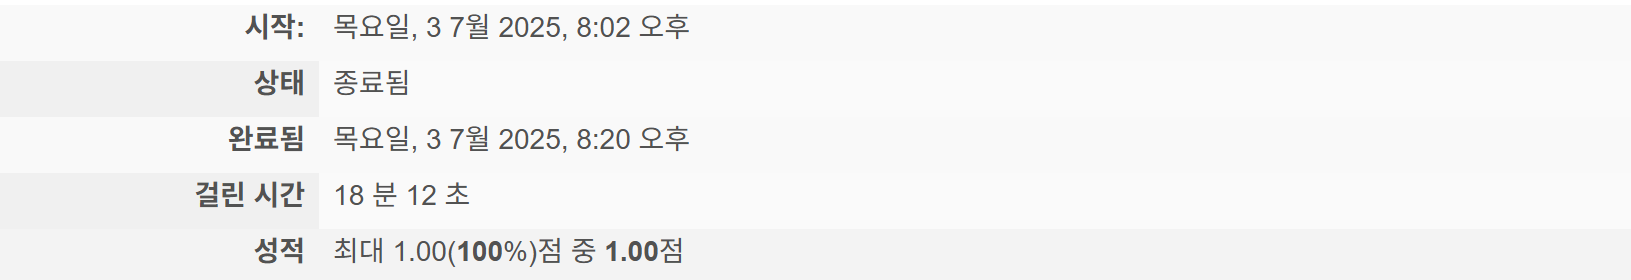 시작: 목요일, 3 7월 2025, 8:02 오후
상태 종료됨
완료됨 목요일, 3 7월 2025, 8:20 오후
걸린 시간 18 분 12 초
성적 최대 1.00(100%)점 중 1.00점